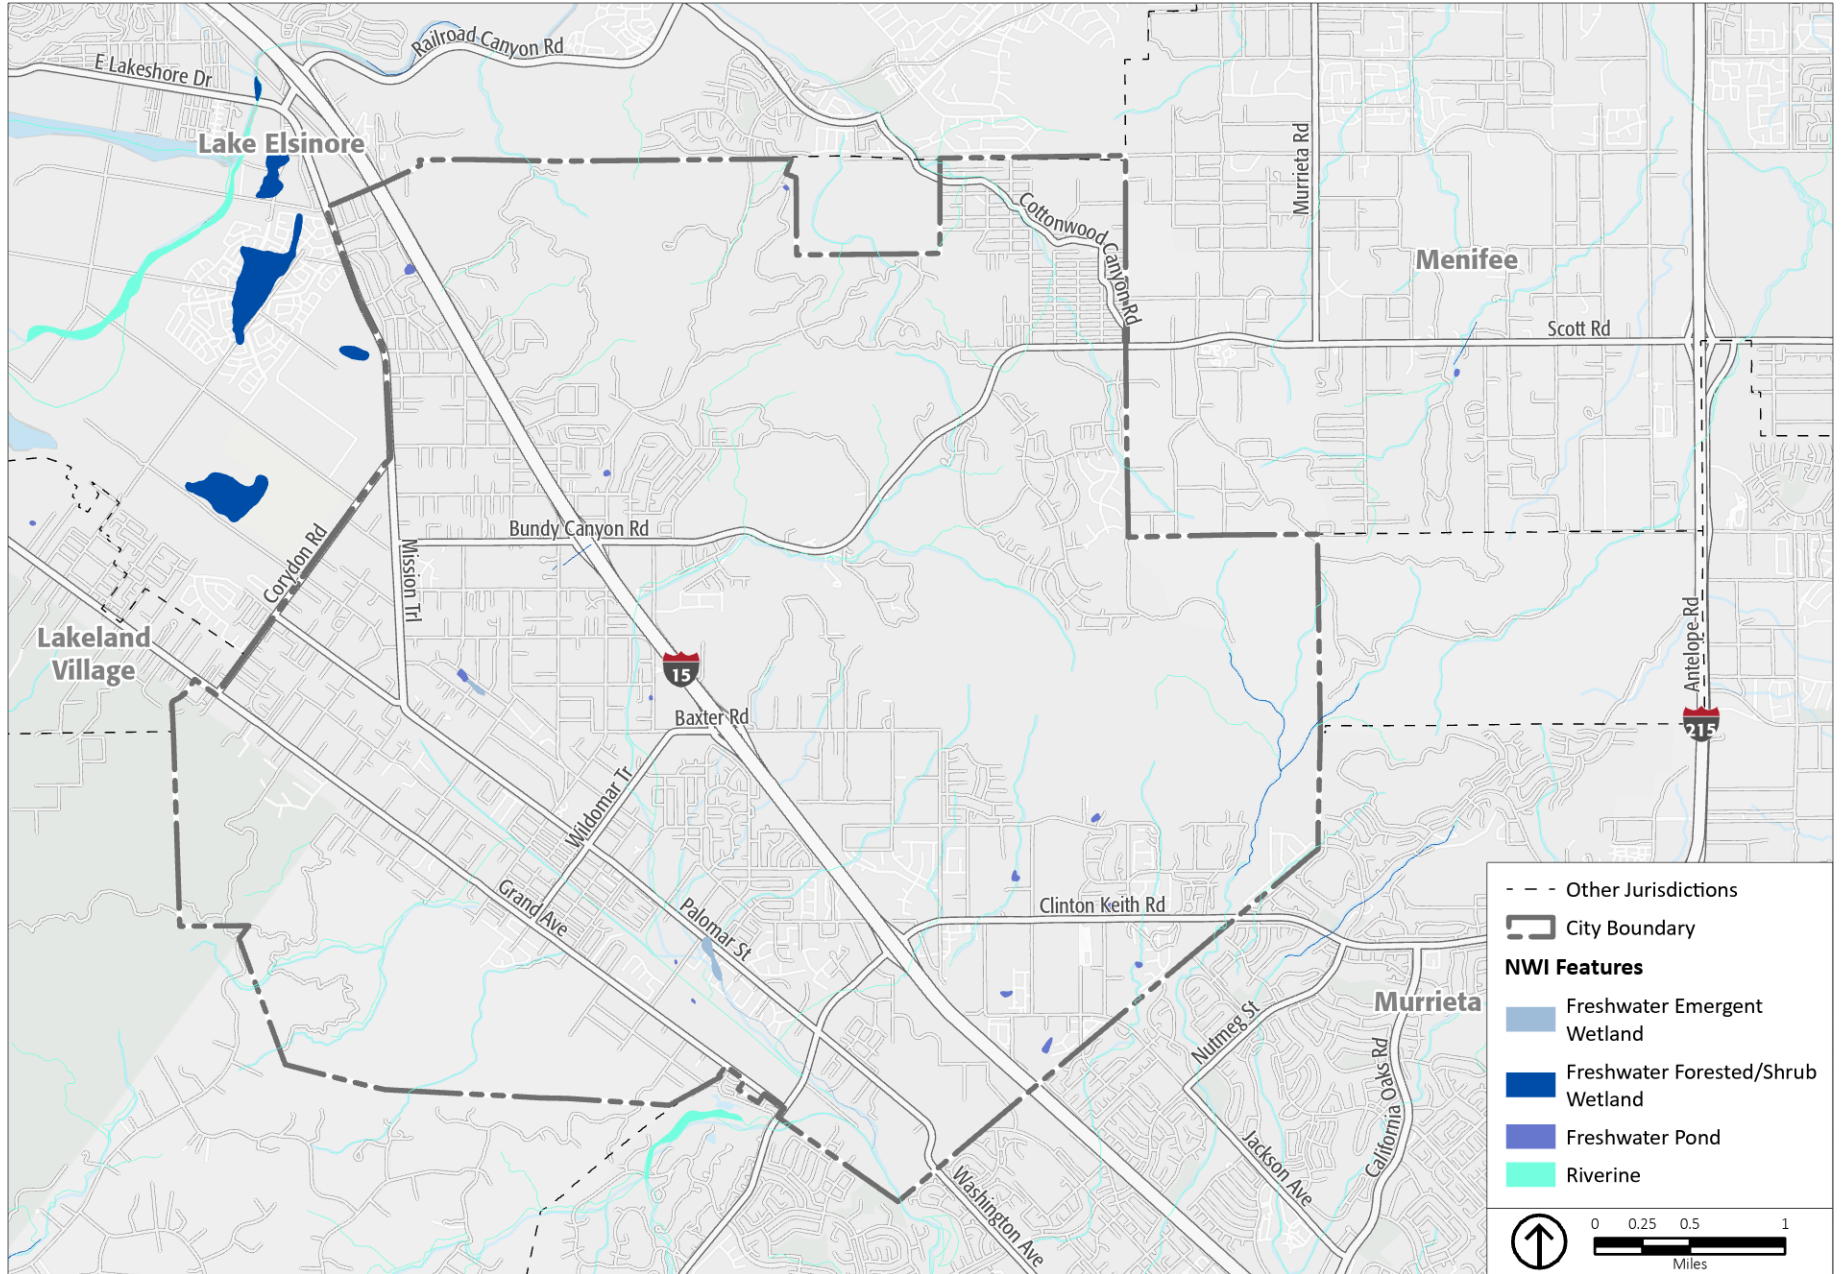 Railroad Canyon Rd
E Lakeshore Dr
Lake Elsinore
Murrieta Rd
Cottonwood Canyon Rd
Menifee
Scott Rd
Bundy Canyon Rd
Corydon Rd
Mission Trl
Lakeland
Village
15
Antelope Rd
Baxter Rd
215
Wildomar Tr
Grand Ave
Palomar St
Clinton Keith Rd
Murrieta
Nutmeg St
California Oaks Rd
Jackson Ave
Washington Ave
Other Jurisdictions
City Boundary
NWI Features
Freshwater Emergent
Wetland
Freshwater Forested/Shrub
Wetland
Freshwater Pond
Riverine
0 0.25 0.5 1
Miles